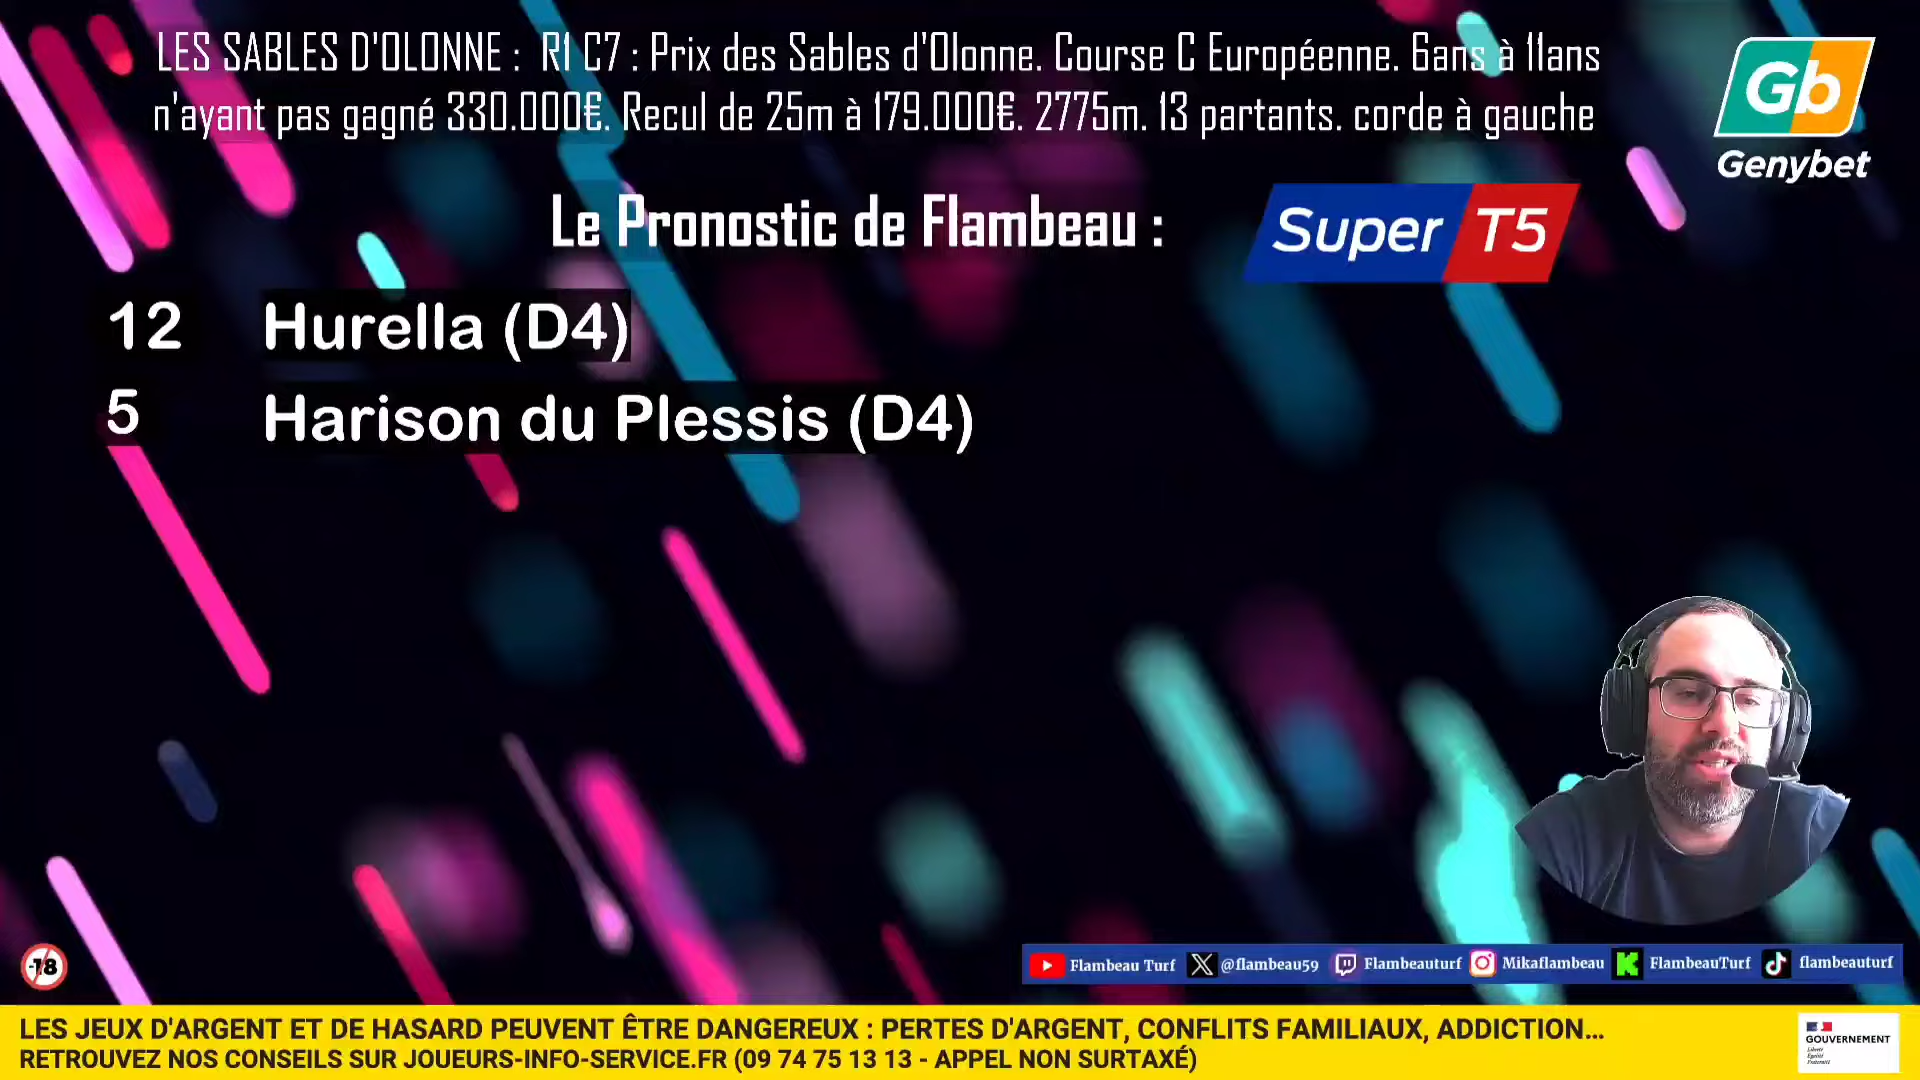 LES SABLES D'OLONNE : R1 C7 : Prix des Sables d'Olonne. Course C Européenne. 6ans à 11ans
n'ayant pas gagné 330.000€. Recul de 25m à 179.000€. 2775m. 13 partants. corde à gauche
Gb
Genybet
Le Pronostic de Flambeau :
Super T5
12 Hurella (D4)
5 Harison du Plessis (D4)
-18
Flambeau Turf @flambeau59 Flambeauturf Mikaflambeau FlambeauTurf flambeauturf
LES JEUX D'ARGENT ET DE HASARD PEUVENT ÊTRE DANGEREUX : PERTES D'ARGENT, CONFLITS FAMILIAUX, ADDICTION...
RETROUVEZ NOS CONSEILS SUR JOUEURS-INFO-SERVICE.FR (09 74 75 13 13 - APPEL NON SURTAXÉ)
GOUVERNEMENT
Liberté
Égalité
Fraternité